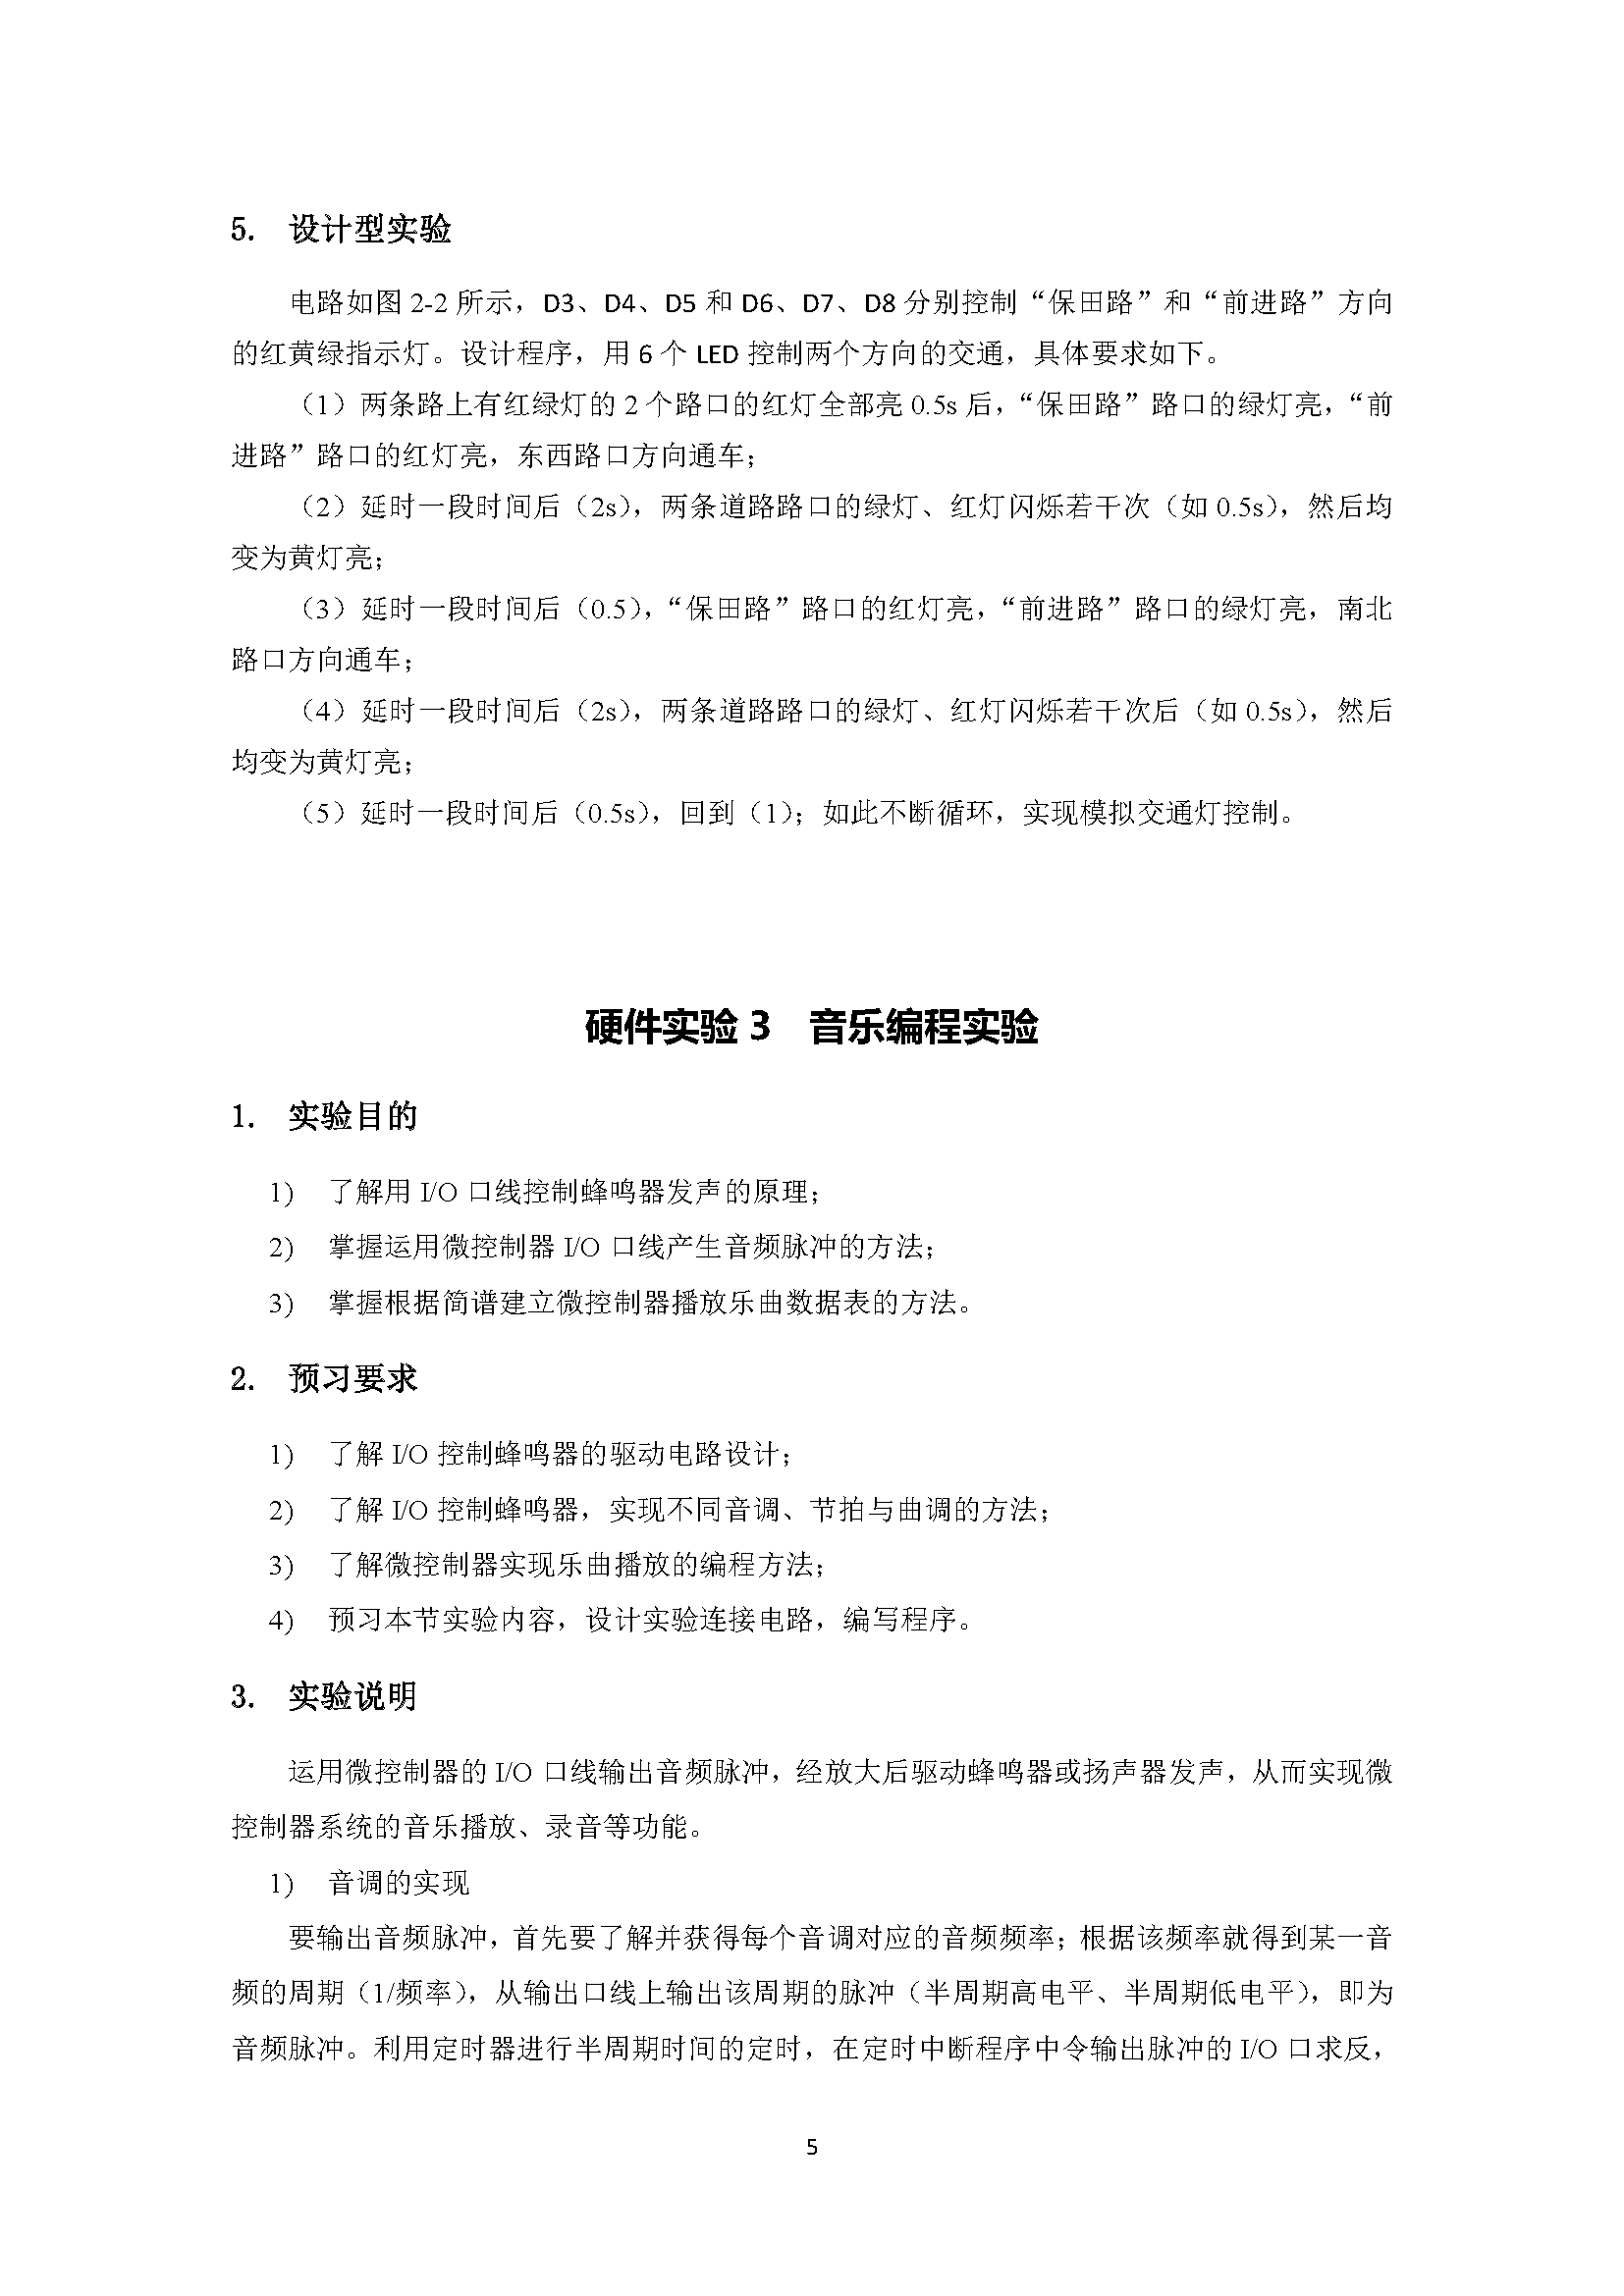 5. 设计型实验
电路如图 2-2 所示，D3、D4、D5 和 D6、D7、D8 分别控制“保田路”和“前进路”方向
的红黄绿指示灯。设计程序，用 6 个 LED 控制两个方向的交通，具体要求如下。
（1）两条路上有红绿灯的 2 个路口的红灯全部亮 0.5s 后，“保田路”路口的绿灯亮，“前
进路”路口的红灯亮，东西路口方向通车；
（2）延时一段时间后（2s），两条道路路口的绿灯、红灯闪烁若干次（如 0.5s），然后均
变为黄灯亮；
（3）延时一段时间后（0.5），“保田路”路口的红灯亮，“前进路”路口的绿灯亮，南北
路口方向通车；
（4）延时一段时间后（2s），两条道路路口的绿灯、红灯闪烁若干次后（如 0.5s），然后
均变为黄灯亮；
（5）延时一段时间后（0.5s），回到（1）；如此不断循环，实现模拟交通灯控制。
硬件实验 3 音乐编程实验
1. 实验目的
1) 了解用 I/O 口线控制蜂鸣器发声的原理；
2) 掌握运用微控制器 I/O 口线产生音频脉冲的方法；
3) 掌握根据简谱建立微控制器播放乐曲数据表的方法。
2. 预习要求
1) 了解 I/O 控制蜂鸣器的驱动电路设计；
2) 了解 I/O 控制蜂鸣器，实现不同音调、节拍与曲调的方法；
3) 了解微控制器实现乐曲播放的编程方法；
4) 预习本节实验内容，设计实验连接电路，编写程序。
3. 实验说明
运用微控制器的 I/O 口线输出音频脉冲，经放大后驱动蜂鸣器或扬声器发声，从而实现微
控制器系统的音乐播放、录音等功能。
1) 音调的实现
要输出音频脉冲，首先要了解并获得每个音调对应的音频频率；根据该频率就得到某一音
频的周期（1/频率），从输出口线上输出该周期的脉冲（半周期高电平、半周期低电平），即为
音频脉冲。利用定时器进行半周期时间的定时，在定时中断程序中令输出脉冲的 I/O 口求反，
5